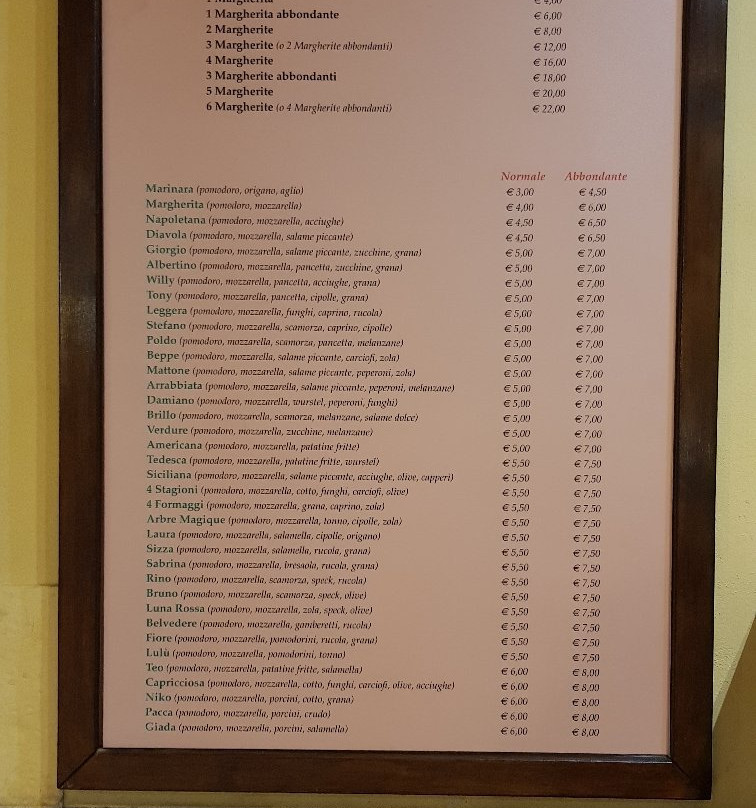 1 Margherita € 4,00
1 Margherita abbondante € 6,00
2 Margherite € 8,00
3 Margherite (o 2 Margherite abbondanti) € 12,00
4 Margherite € 16,00
3 Margherite abbondanti € 18,00
5 Margherite € 20,00
6 Margherite (o 4 Margherite abbondanti) € 22,00
Normale Abbondante
Marinara (pomodoro, origano, aglio) € 3,00 € 4,50
Margherita (pomodoro, mozzarella) € 4,00 € 6,00
Napoletana (pomodoro, mozzarella, acciughe) € 4,50 € 6,50
Diavola (pomodoro, mozzarella, salame piccante) € 4,50 € 6,50
Giorgio (pomodoro, mozzarella, salame piccante, zucchine, grana) € 5,00 € 7,00
Albertino (pomodoro, mozzarella, pancetta, zucchine, grana) € 5,00 € 7,00
Willy (pomodoro, mozzarella, pancetta, acciughe, grana) € 5,00 € 7,00
Tony (pomodoro, mozzarella, pancetta, cipolle, grana) € 5,00 € 7,00
Leggera (pomodoro, mozzarella, funghi, caprino, rucola) € 5,00 € 7,00
Stefano (pomodoro, mozzarella, scamorza, caprino, cipolle) € 5,00 € 7,00
Poldo (pomodoro, mozzarella, scamorza, pancetta, melanzane) € 5,00 € 7,00
Beppe (pomodoro, mozzarella, salame piccante, carciofi, zola) € 5,00 € 7,00
Mattone (pomodoro, mozzarella, salame piccante, peperoni, zola) € 5,00 € 7,00
Arrabbiata (pomodoro, mozzarella, salame piccante, peperoni, melanzane) € 5,00 € 7,00
Damiano (pomodoro, mozzarella, wurstel, peperoni, funghi) € 5,00 € 7,00
Brillo (pomodoro, mozzarella, scamorza, melanzane, salame dolce) € 5,00 € 7,00
Verdure (pomodoro, mozzarella, zucchine, melanzane) € 5,00 € 7,00
Americana (pomodoro, mozzarella, patatine fritte) € 5,00 € 7,00
Tedesca (pomodoro, mozzarella, patatine fritte, wurstel) € 5,50 € 7,50
Siciliana (pomodoro, mozzarella, salame piccante, acciughe, olive, capperi) € 5,50 € 7,50
4 Stagioni (pomodoro, mozzarella, cotto, funghi, carciofi, olive) € 5,50 € 7,50
4 Formaggi (pomodoro, mozzarella, grana, caprino, zola) € 5,50 € 7,50
Arbre Magique (pomodoro, mozzarella, tonno, cipolle, zola) € 5,50 € 7,50
Laura (pomodoro, mozzarella, salamella, cipolle, origano) € 5,50 € 7,50
Sizza (pomodoro, mozzarella, salamella, rucola, grana) € 5,50 € 7,50
Sabrina (pomodoro, mozzarella, bresaola, rucola, grana) € 5,50 € 7,50
Rino (pomodoro, mozzarella, scamorza, speck, rucola) € 5,50 € 7,50
Bruno (pomodoro, mozzarella, scamorza, speck, olive) € 5,50 € 7,50
Luna Rossa (pomodoro, mozzarella, zola, speck, olive) € 5,50 € 7,50
Belvedere (pomodoro, mozzarella, gamberetti, rucola) € 5,50 € 7,50
Fiore (pomodoro, mozzarella, pomodorini, rucola, grana) € 5,50 € 7,50
Lulù (pomodoro, mozzarella, pomodorini, tonno) € 5,50 € 7,50
Teo (pomodoro, mozzarella, patatine fritte, salamella) € 6,00 € 8,00
Capricciosa (pomodoro, mozzarella, cotto, funghi, carciofi, olive, acciughe) € 6,00 € 8,00
Niko (pomodoro, mozzarella, porcini, cotto, grana) € 6,00 € 8,00
Pacca (pomodoro, mozzarella, porcini, crudo) € 6,00 € 8,00
Giada (pomodoro, mozzarella, porcini, salamella) € 6,00 € 8,00